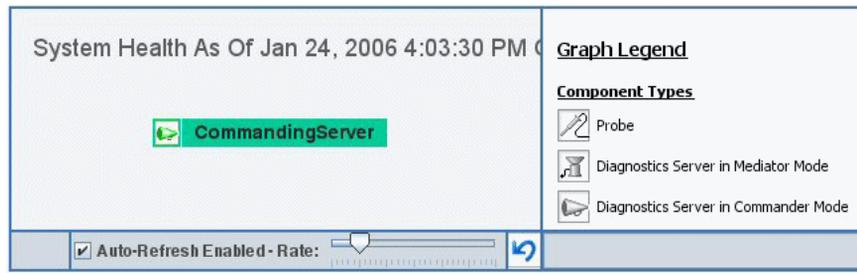 System Health As Of Jan 24, 2006 4:03:30 PM
CommandingServer
Auto-Refresh Enabled - Rate:
Graph Legend
Component Types
Probe
Diagnostics Server in Mediator Mode
Diagnostics Server in Commander Mode